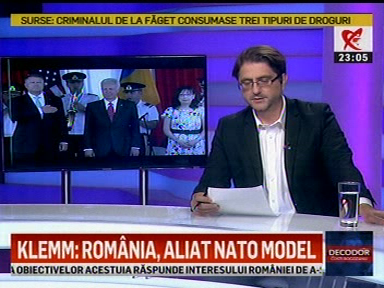 SURSE: CRIMINALUL DE LA FĂGET CONSUMASE TREI TIPURI DE DROGURI
23:05
KLEMM: ROMÂNIA, ALIAT NATO MODEL
DECODOR
A OBIECTIVELOR ACESTUIA RĂSPUNDE INTERESULUI ROMÂNIEI DE A-